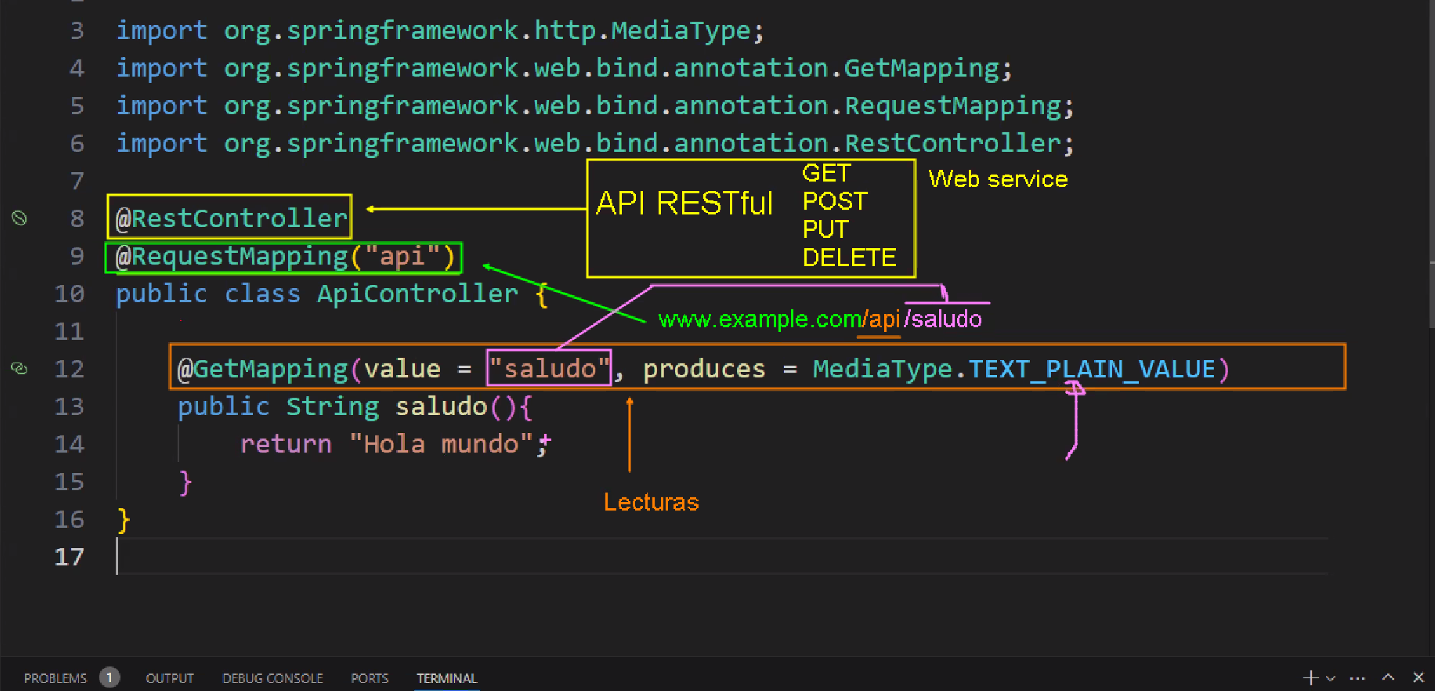 3 import org.springframework.http.MediaType;
4 import org.springframework.web.bind.annotation.GetMapping;
5 import org.springframework.web.bind.annotation.RequestMapping;
6 import org.springframework.web.bind.annotation.RestController;
7
8 @RestController
API RESTful
GET
POST
PUT
DELETE
Web service
9 @RequestMapping("api")
10 public class ApiController {
www.example.com/api/saludo
11
12 @GetMapping(value = "saludo", produces = MediaType.TEXT_PLAIN_VALUE)
13 public String saludo(){
14 return "Hola mundo";
15 }
Lecturas
16 }
17
PROBLEMS 1 OUTPUT DEBUG CONSOLE PORTS TERMINAL